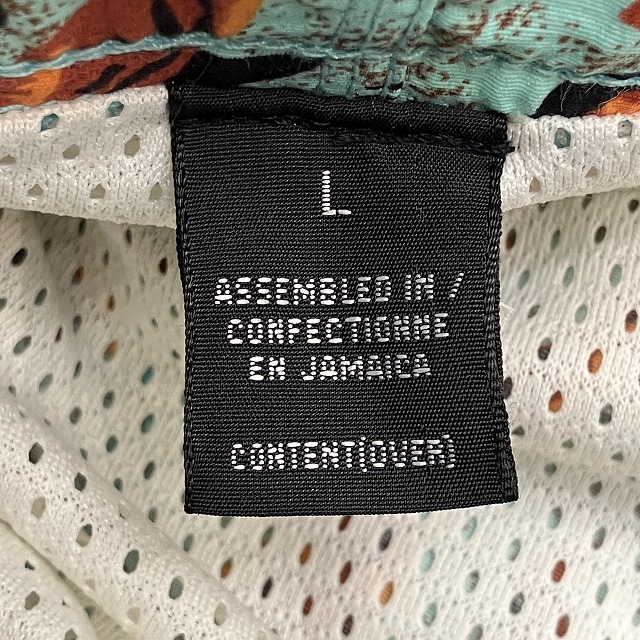 L
ASSEMBLED IN /
CONFECTIONNE
EN JAMAICA
CONTENT(OVER)